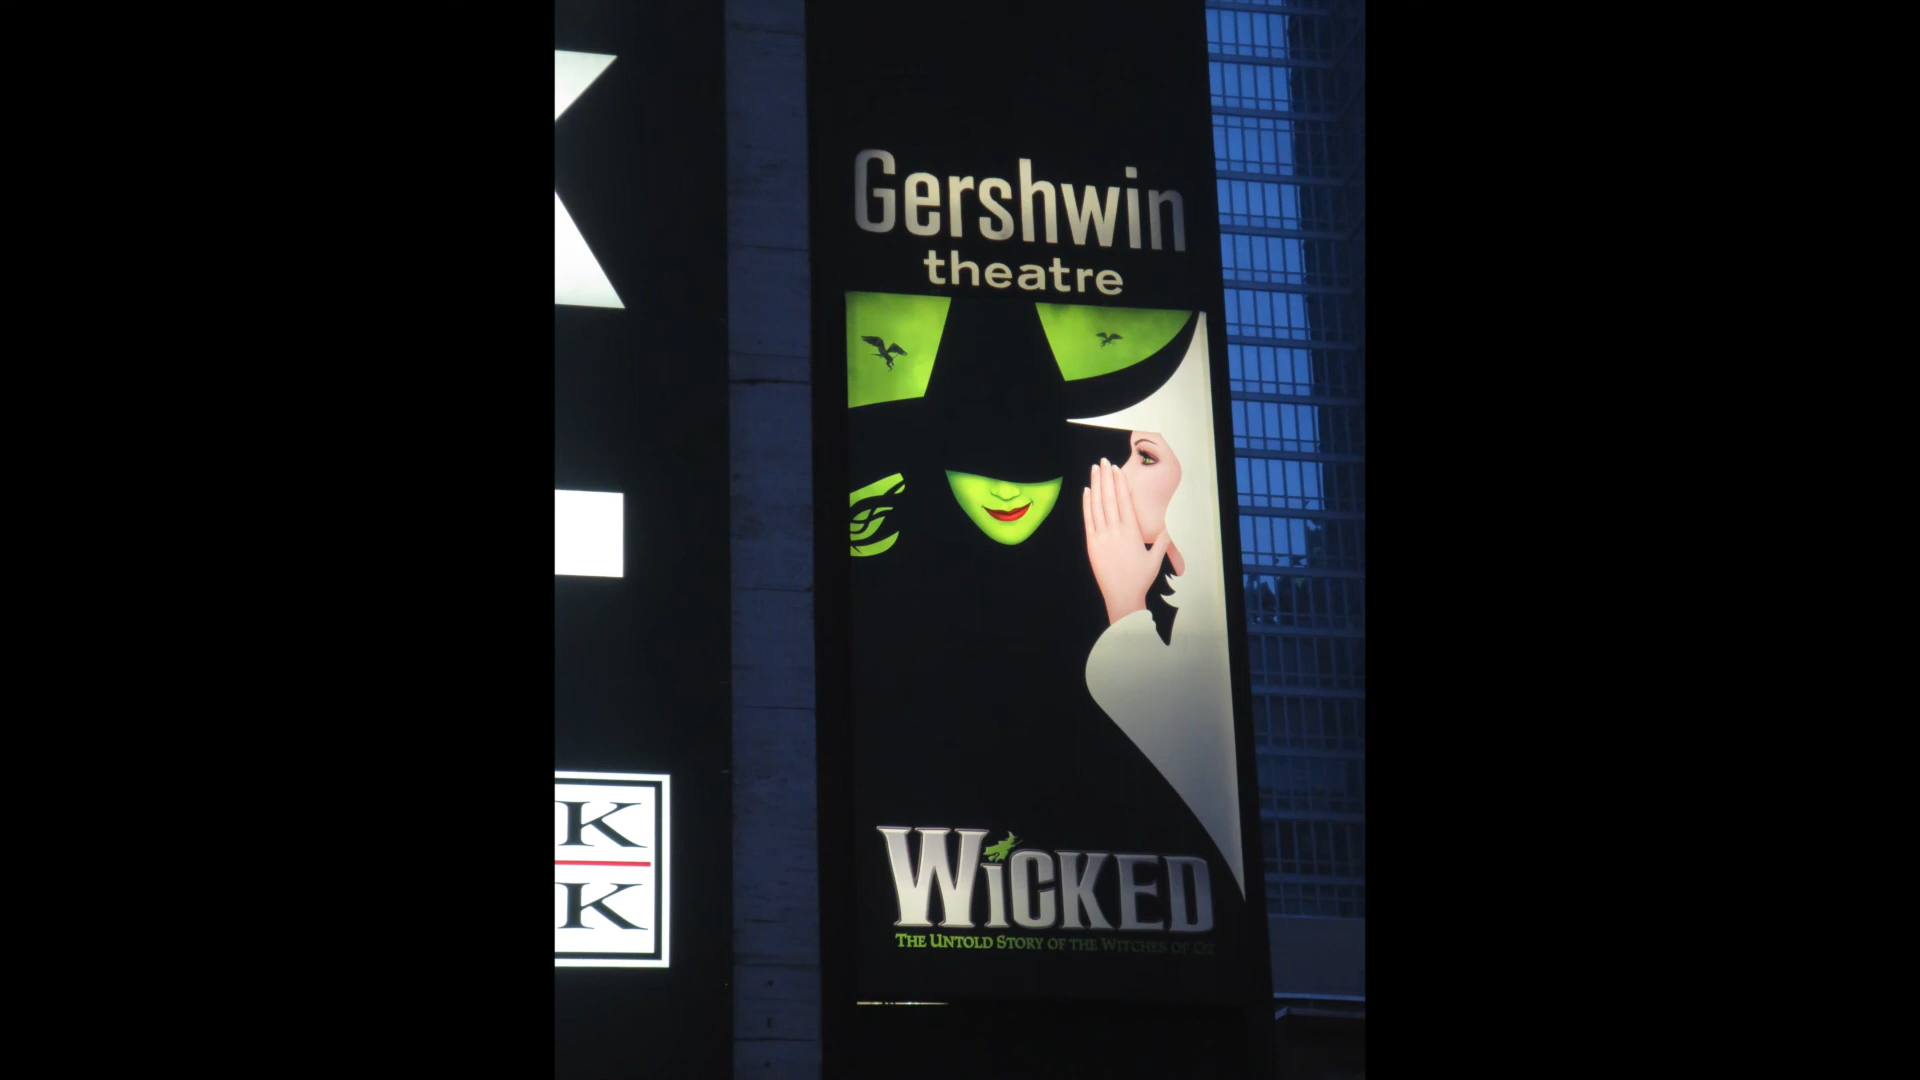 Gershwin
theatre
WICKED
THE UNTOLD STORY OF THE WITCHES OF OZ
K
K